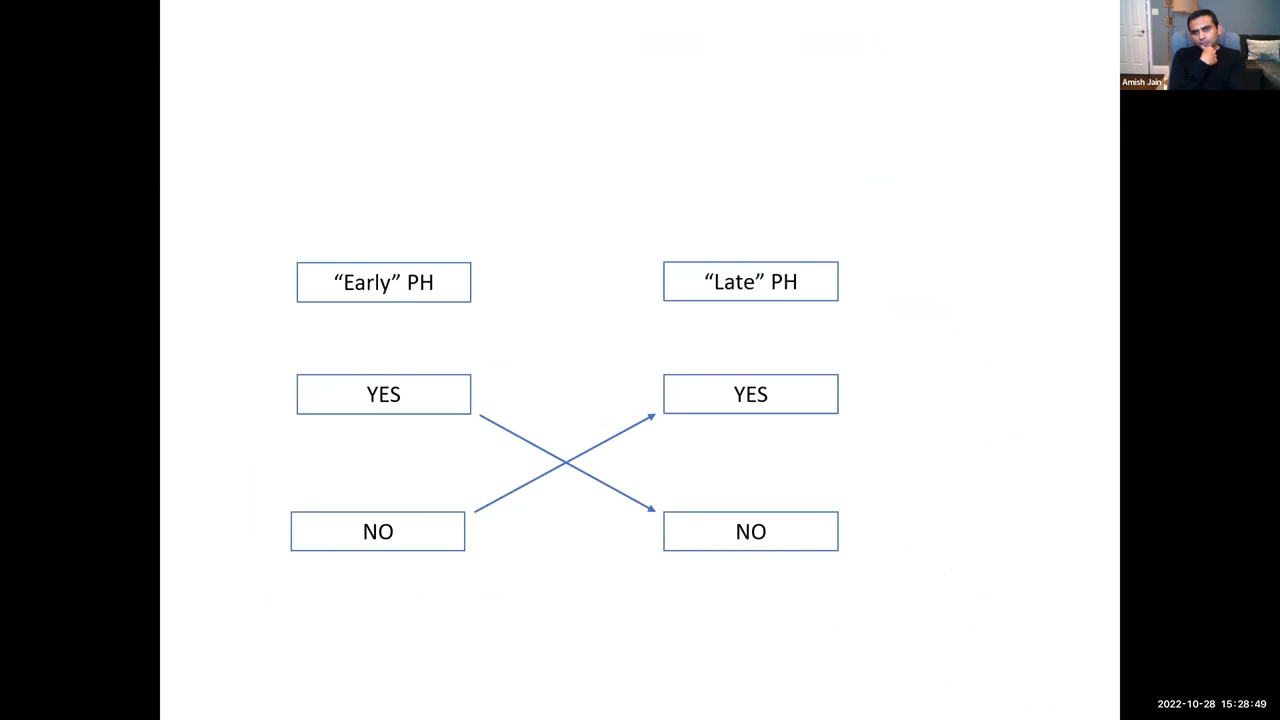 Amish Jain
“Early” PH
“Late” PH
YES
YES
NO
NO
2022-10-28 15:28:49